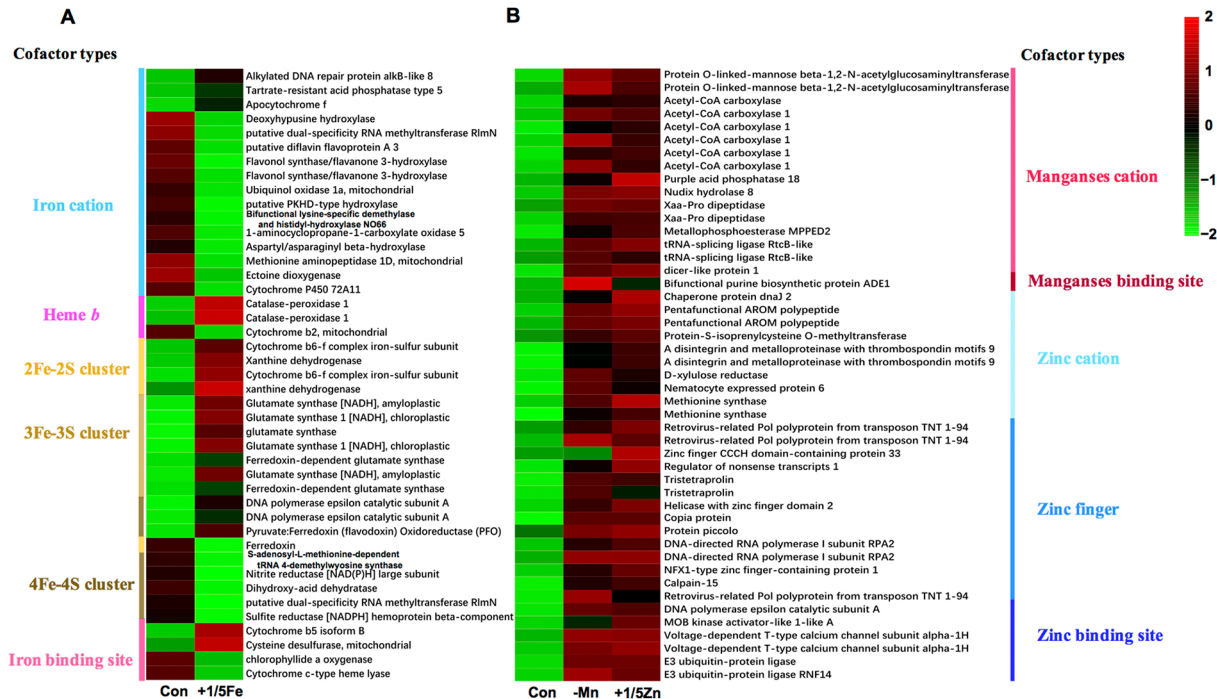 A
Cofactor types
Alkylated DNA repair protein alkB-like 8
Tartrate-resistant acid phosphatase type 5
Apocytochrome f
Deoxyhypusine hydroxylase
putative dual-specificity RNA methyltransferase RlmN
putative diflavin flavoprotein A 3
Flavonol synthase/flavanone 3-hydroxylase
Flavonol synthase/flavanone 3-hydroxylase
Ubiquinol oxidase 1a, mitochondrial
putative PKHD-type hydroxylase
Bifunctional lysine-specific demethylase
and histidyl-hydroxylase NO66
1-aminocyclopropane-1-carboxylate oxidase 5
Aspartyl/asparaginyl beta-hydroxylase
Methionine aminopeptidase 1D, mitochondrial
Ectoine dioxygenase
Cytochrome P450 72A11
Iron cation
Catalase-peroxidase 1
Catalase-peroxidase 1
Cytochrome b2, mitochondrial
Heme b
Cytochrome b6-f complex iron-sulfur subunit
Xanthine dehydrogenase
Cytochrome b6-f complex iron-sulfur subunit
xanthine dehydrogenase
2Fe-2S cluster
Glutamate synthase [NADH], amyloplastic
Glutamate synthase 1 [NADH], chloroplastic
glutamate synthase
Glutamate synthase 1 [NADH], chloroplastic
Ferredoxin-dependent glutamate synthase
Glutamate synthase [NADH], amyloplastic
Ferredoxin-dependent glutamate synthase
3Fe-3S cluster
DNA polymerase epsilon catalytic subunit A
DNA polymerase epsilon catalytic subunit A
Pyruvate:Ferredoxin (flavodoxin) Oxidoreductase (PFO)
Ferredoxin
S-adenosyl-L-methionine-dependent
tRNA 4-demethylwyosine synthase
Nitrite reductase [NAD(P)H] large subunit
Dihydroxy-acid dehydratase
putative dual-specificity RNA methyltransferase RlmN
Sulfite reductase [NADPH] hemoprotein beta-component
4Fe-4S cluster
Cytochrome b5 isoform B
Cysteine desulfurase, mitochondrial
chlorophyllide a oxygenase
Cytochrome c-type heme lyase
Iron binding site
Con +1/5Fe
B
Cofactor types
2
1
0
−1
−2
Protein O-linked-mannose beta-1,2-N-acetylglucosaminyltransferase
Protein O-linked-mannose beta-1,2-N-acetylglucosaminyltransferase
Acetyl-CoA carboxylase
Acetyl-CoA carboxylase 1
Acetyl-CoA carboxylase 1
Acetyl-CoA carboxylase 1
Acetyl-CoA carboxylase 1
Acetyl-CoA carboxylase 1
Purple acid phosphatase 18
Nudix hydrolase 8
Xaa-Pro dipeptidase
Xaa-Pro dipeptidase
Metallophosphoesterase MPPED2
tRNA-splicing ligase RtcB-like
tRNA-splicing ligase RtcB-like
dicer-like protein 1
Manganses cation
Bifunctional purine biosynthetic protein ADE1
Manganses binding site
Chaperone protein dnaJ 2
Pentafunctional AROM polypeptide
Pentafunctional AROM polypeptide
Protein-S-isoprenylcysteine O-methyltransferase
A disintegrin and metalloproteinase with thrombospondin motifs 9
A disintegrin and metalloproteinase with thrombospondin motifs 9
D-xylulose reductase
Nematocyte expressed protein 6
Methionine synthase
Methionine synthase
Zinc cation
Retrovirus-related Pol polyprotein from transposon TNT 1-94
Retrovirus-related Pol polyprotein from transposon TNT 1-94
Zinc finger CCCH domain-containing protein 33
Regulator of nonsense transcripts 1
Tristetraprolin
Tristetraprolin
Helicase with zinc finger domain 2
Copia protein
Protein piccolo
DNA-directed RNA polymerase I subunit RPA2
DNA-directed RNA polymerase I subunit RPA2
NFX1-type zinc finger-containing protein 1
Calpain-15
Retrovirus-related Pol polyprotein from transposon TNT 1-94
Zinc finger
DNA polymerase epsilon catalytic subunit A
MOB kinase activator-like 1-like A
Voltage-dependent T-type calcium channel subunit alpha-1H
Voltage-dependent T-type calcium channel subunit alpha-1H
E3 ubiquitin-protein ligase
E3 ubiquitin-protein ligase RNF14
Zinc binding site
Con -Mn +1/5Zn